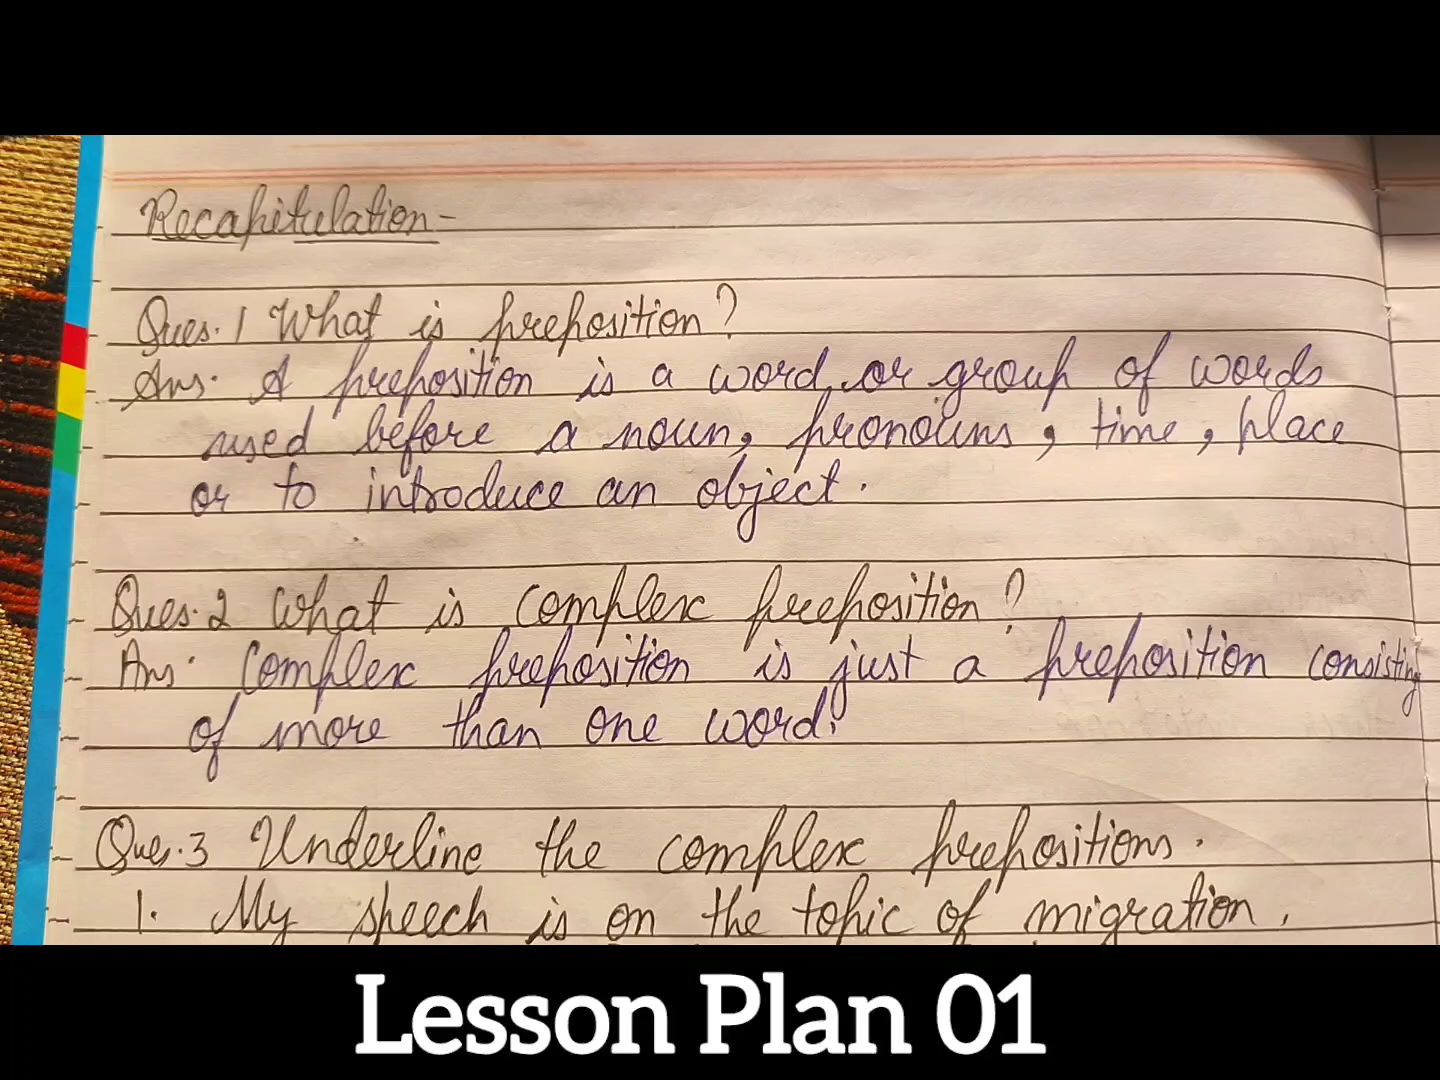 Recapitulation-
Ques. 1 What is preposition?
Ans. A preposition is a word or group of words
used before a noun, pronouns, time, place
or to introduce an object.
Ques. 2 What is complex preposition?
Ans. Complex preposition is just a preposition consisting
of more than one word.
Ques. 3 Underline the complex prepositions.
1. My speech is on the topic of migration.
Lesson Plan 01